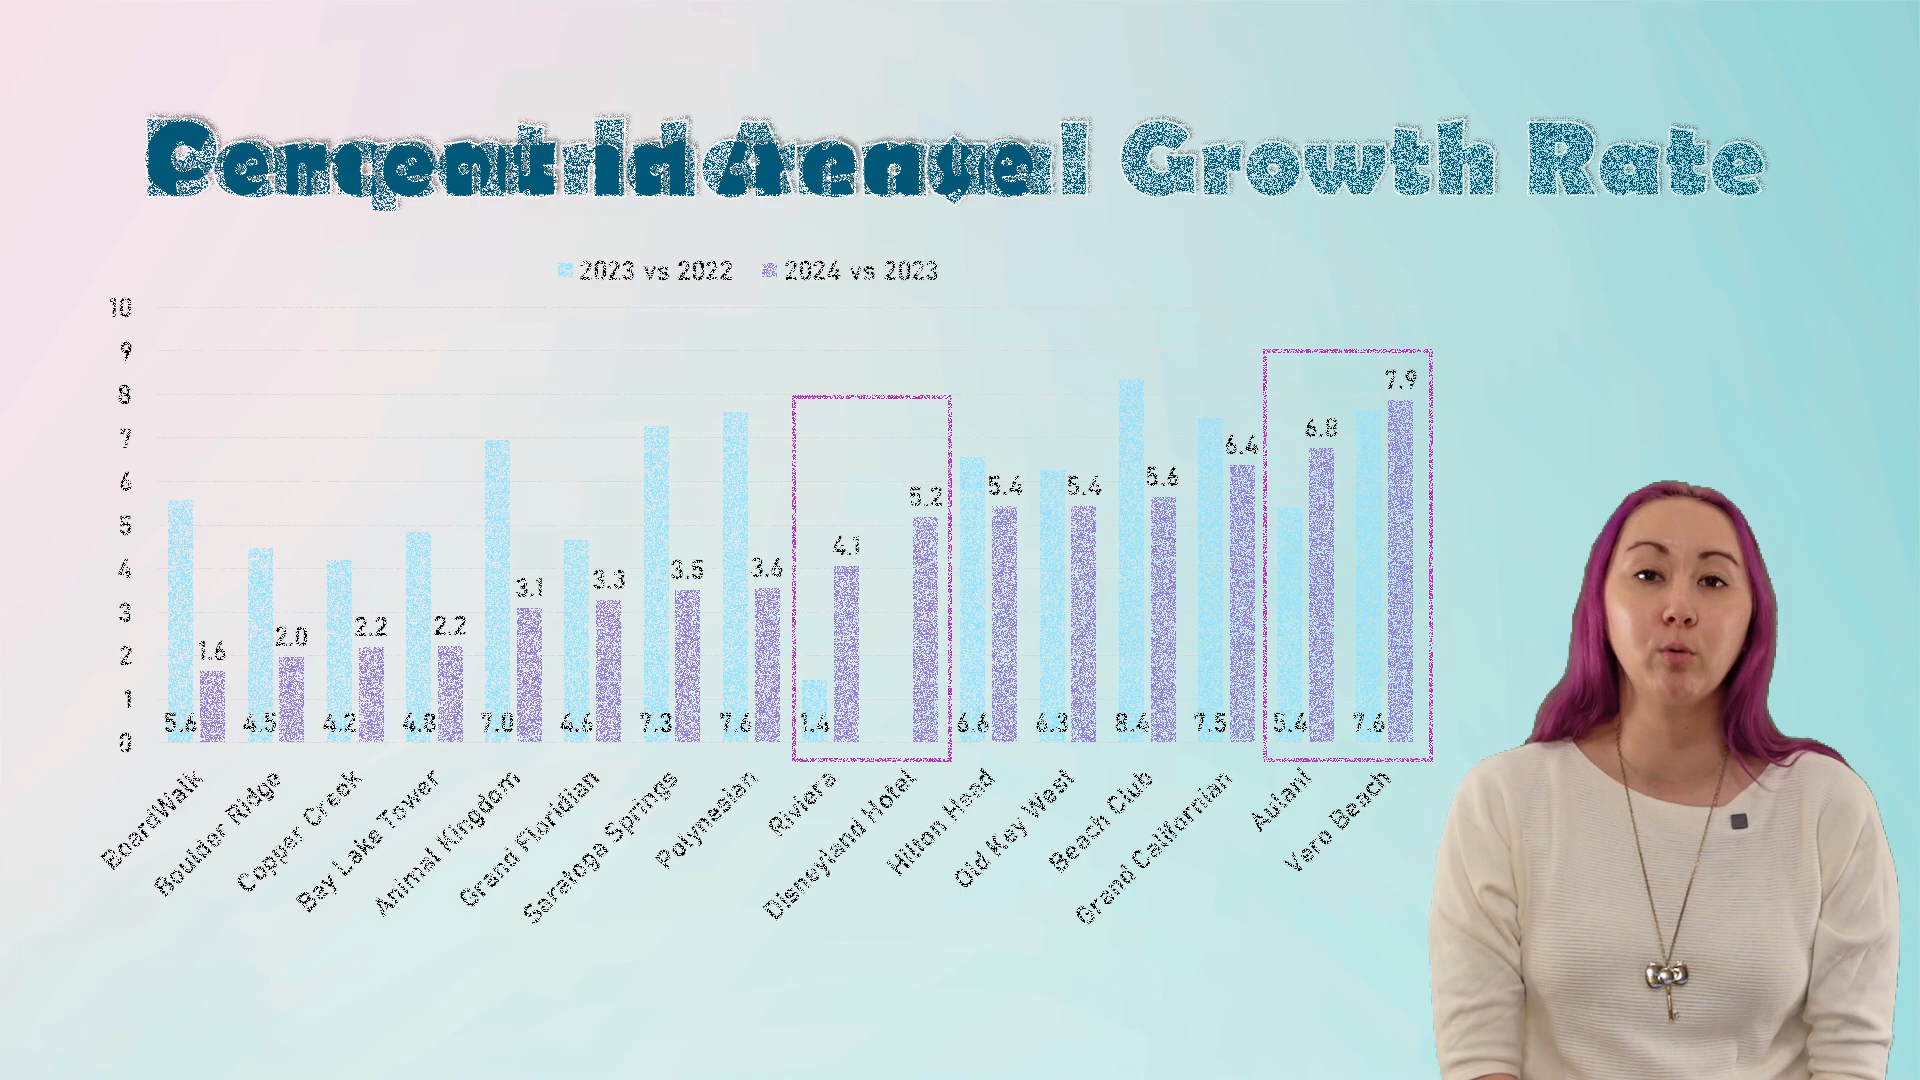 Growth Rate
2023 vs 2022 2024 vs 2023
10
9
8
7
6
5
4
3
2
1
0
5.6 1.6 4.5 2.0 4.2 2.2 4.8 2.2 7.0 3.1 4.6 3.3 7.3 3.5 7.6 3.6 1.4 4.1 5.2 6.6 5.4 6.3 5.4 8.4 5.6 7.5 6.4 5.4 6.8 7.6 7.9
BoardWalk
Boulder Ridge
Copper Creek
Bay Lake Tower
Animal Kingdom
Grand Floridian
Saratoga Springs
Polynesian
Riviera
Disneyland Hotel
Hilton Head
Old Key West
Beach Club
Grand Californian
Aulani
Vero Beach